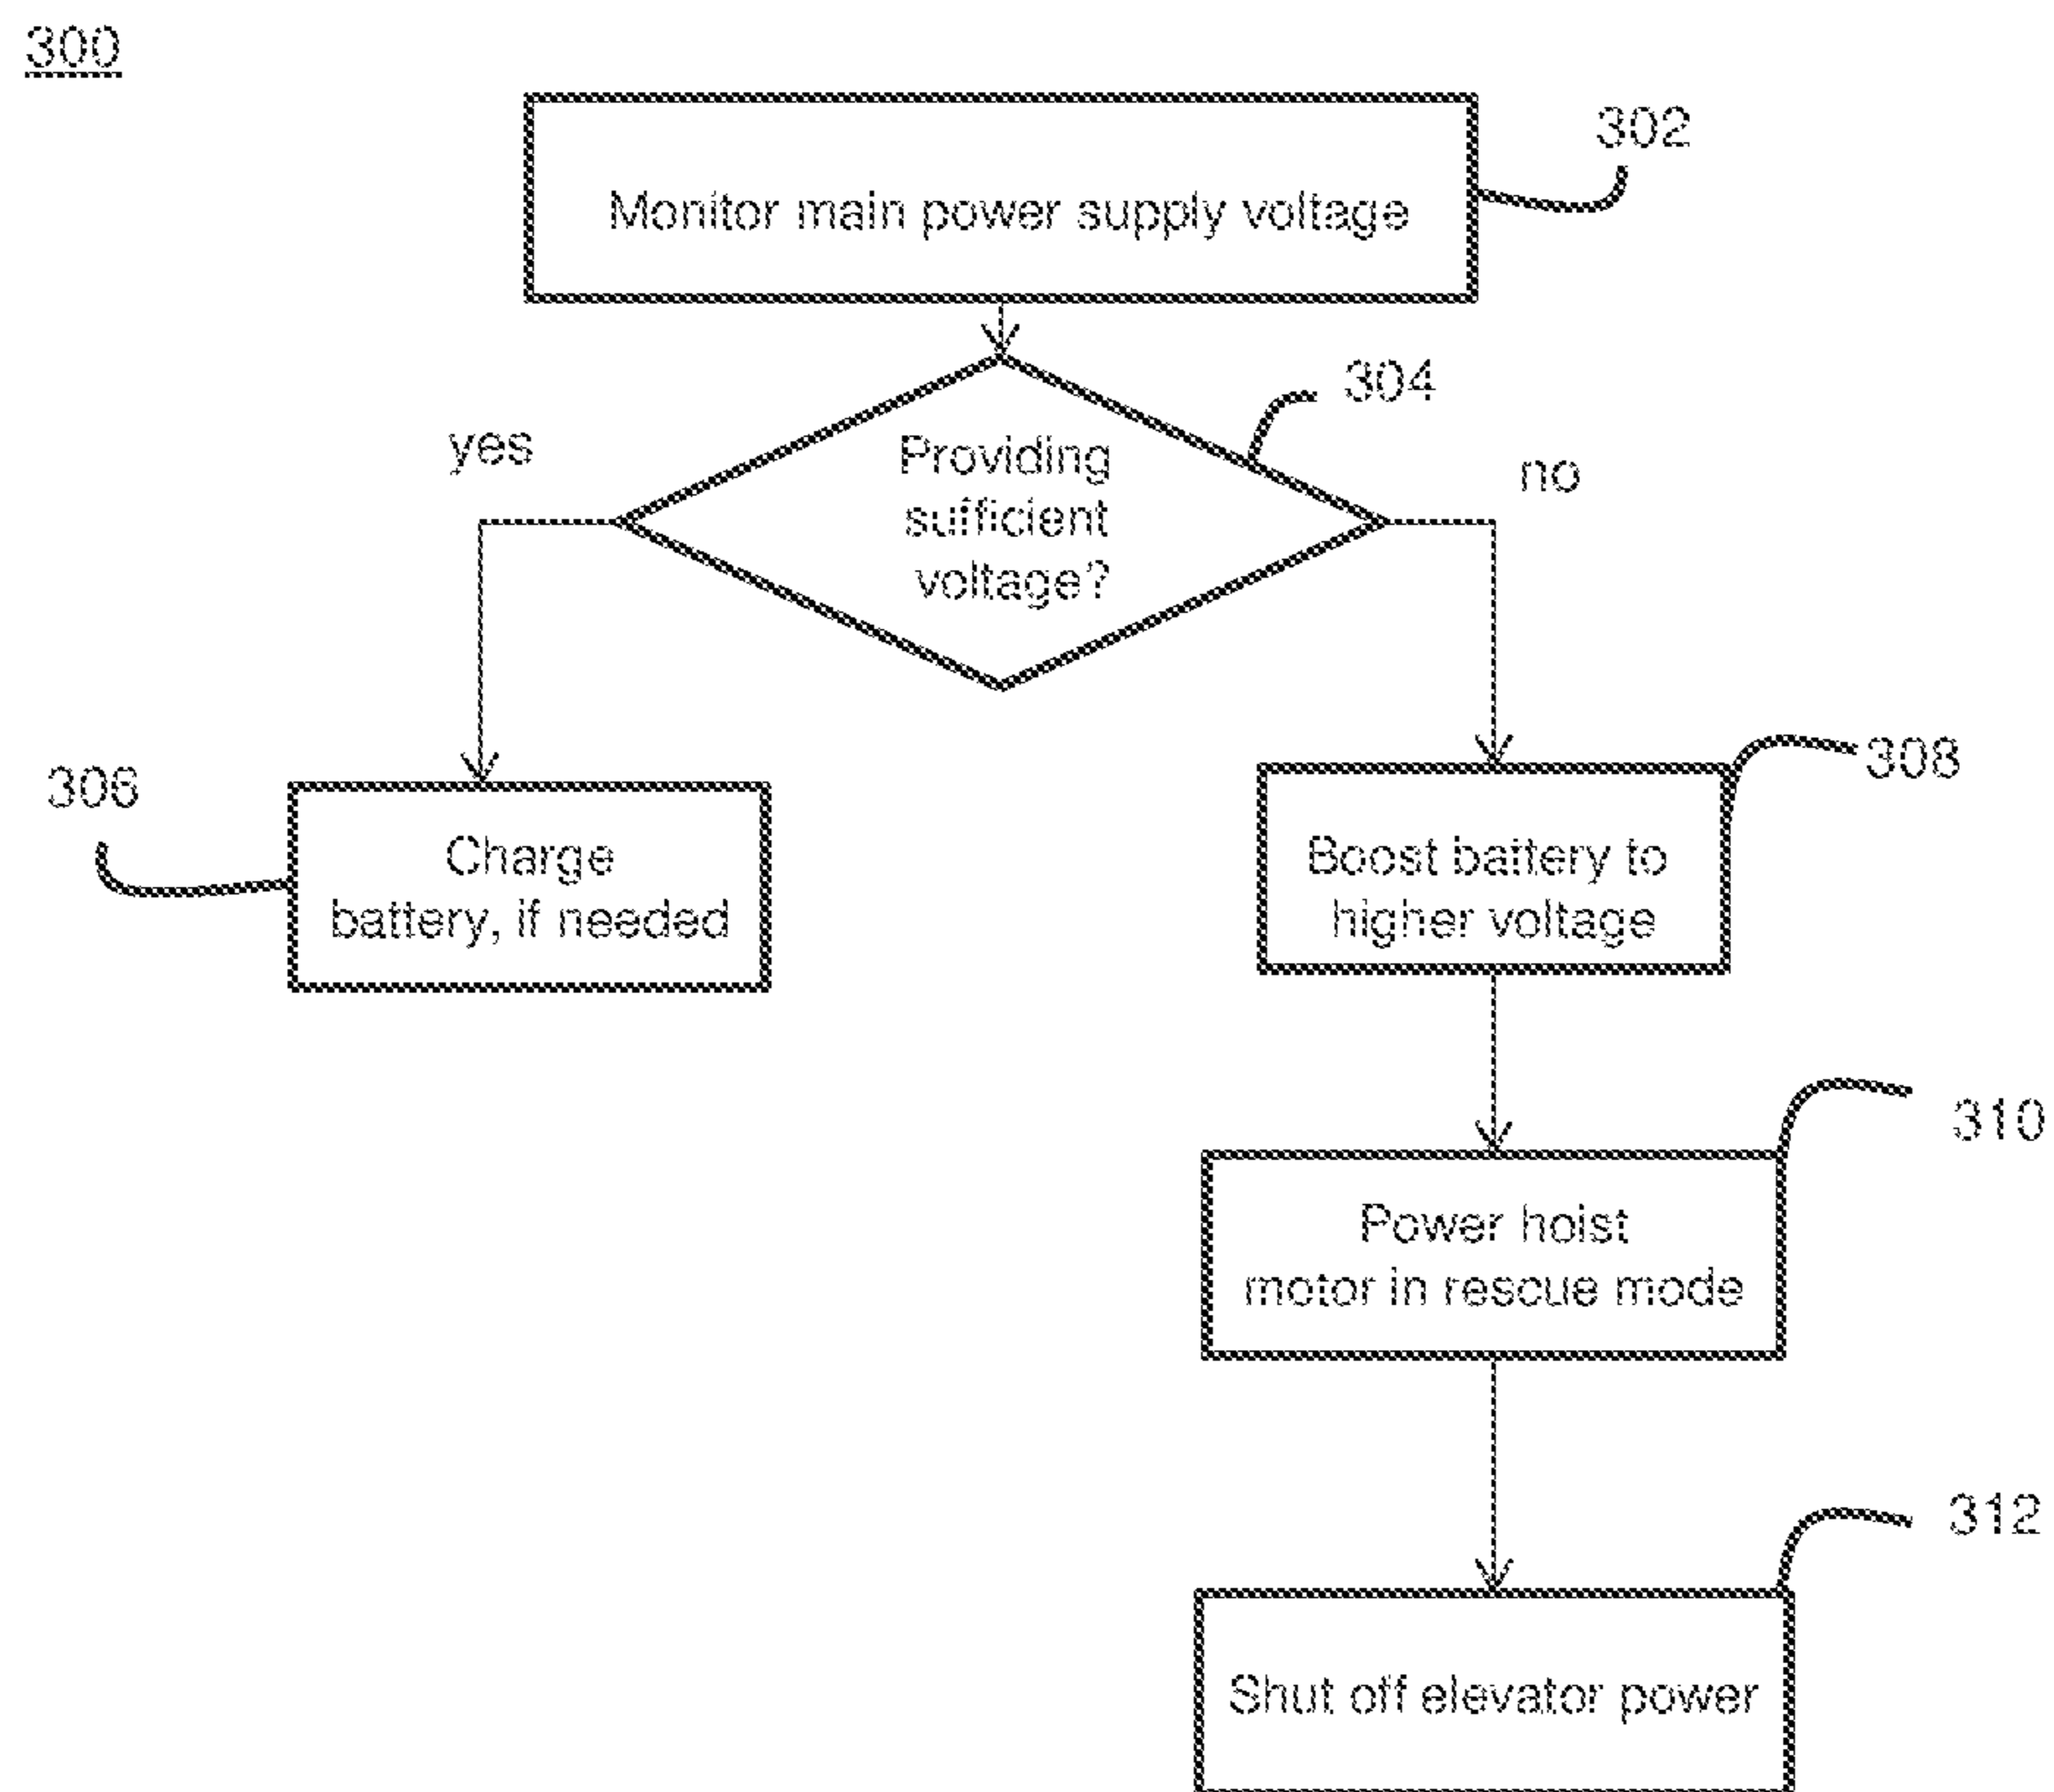 300
302
Monitor main power supply voltage
304
yes
no
Providing
sufficient
voltage?
306
308
Charge
battery, if needed
Boost battery to
higher voltage
310
Power hoist
motor in rescue mode
312
Shut off elevator power